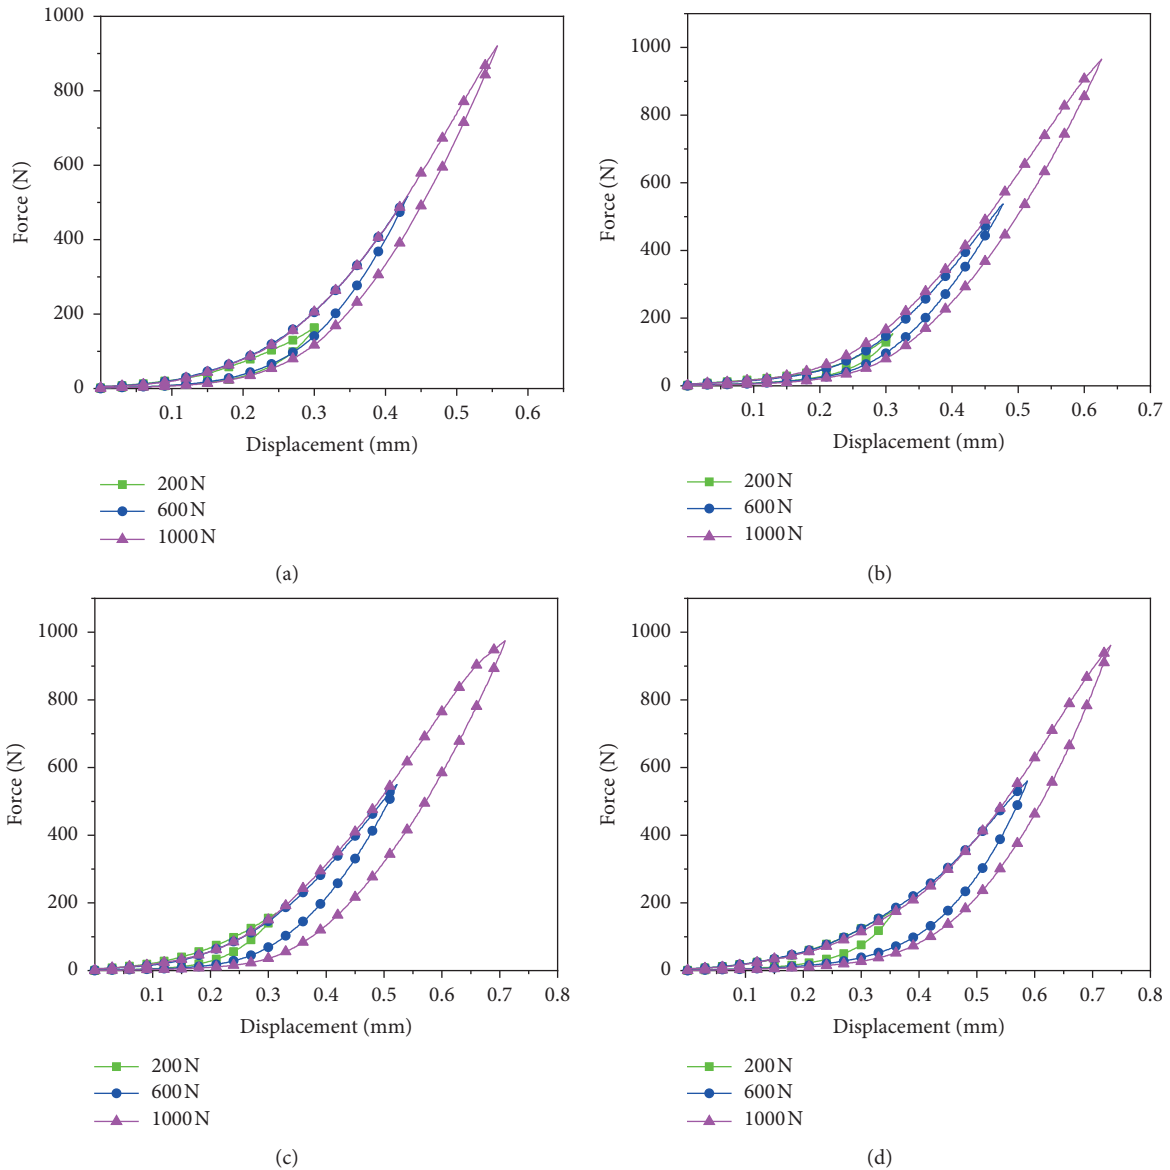 1000
800
600
400
200
0
Force (N)
0.1 0.2 0.3 0.4 0.5 0.6
Displacement (mm)
200 N
600 N
1000 N
(a)
1000
800
600
400
200
0
Force (N)
0.1 0.2 0.3 0.4 0.5 0.6 0.7
Displacement (mm)
200 N
600 N
1000 N
(b)
1000
800
600
400
200
0
Force (N)
0.1 0.2 0.3 0.4 0.5 0.6 0.7 0.8
Displacement (mm)
200 N
600 N
1000 N
(c)
1000
800
600
400
200
0
Force (N)
0.1 0.2 0.3 0.4 0.5 0.6 0.7 0.8
Displacement (mm)
200 N
600 N
1000 N
(d)